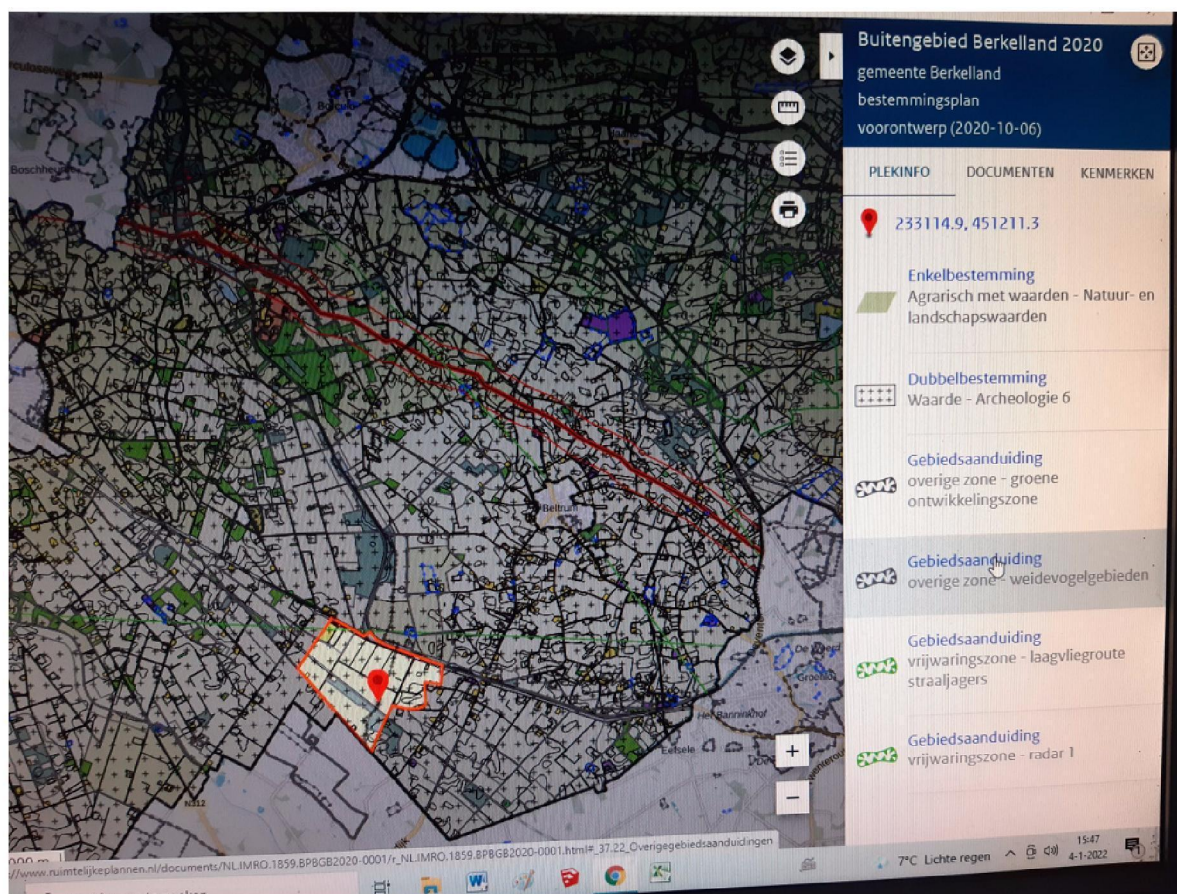 Buitengebied Berkelland 2020
gemeente Berkelland
bestemmingsplan
voorontwerp (2020-10-06)
PLEKINFO
DOCUMENTEN
KENMERKEN
233114.9, 451211.3
Enkelbestemming
Agrarisch met waarden - Natuur- en
landschapswaarden
Dubbelbestemming
Waarde - Archeologie 6
Gebiedsaanduiding
overige zone - groene
ontwikkelingszone
Gebiedsaanduiding
overige zone - weidevogelgebieden
Gebiedsaanduiding
vrijwaringszone - laagvliegroute
straaljagers
Gebiedsaanduiding
vrijwaringszone - radar 1
Borculo
Beltrum
Het Banninkhof
Eefsele
N312
+
−
://www.ruimtelijkeplannen.nl/documents/NL.IMRO.1859.BPBGB2020-0001/r_NL.IMRO.1859.BPBGB2020-0001.html#_37.22_Overigegebiedsaanduidingen
7°C Lichte regen
15:47
4-1-2022